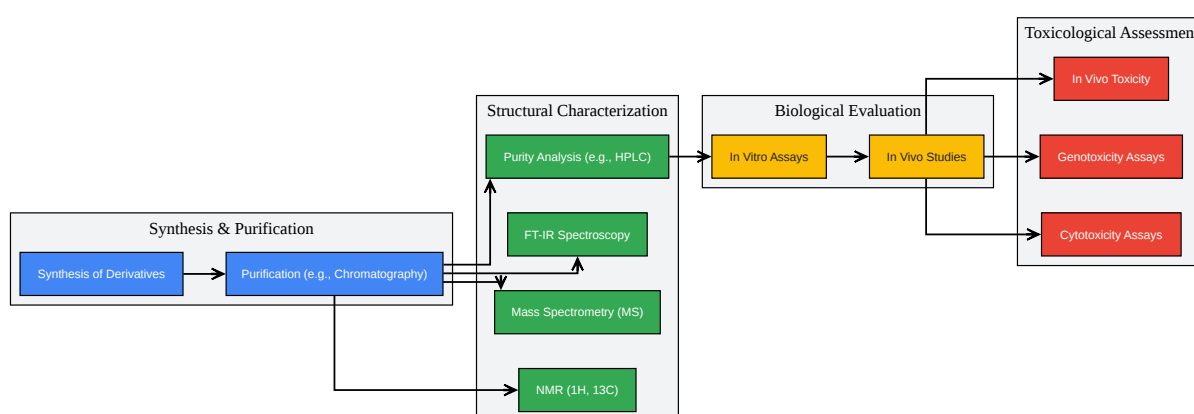 Synthesis & Purification
Synthesis of Derivatives
Purification (e.g., Chromatography)
Structural Characterization
Purity Analysis (e.g., HPLC)
FT-IR Spectroscopy
Mass Spectrometry (MS)
NMR (1H, 13C)
Biological Evaluation
In Vitro Assays
In Vivo Studies
Toxicological Assessmen
In Vivo Toxicity
Genotoxicity Assays
Cytotoxicity Assays